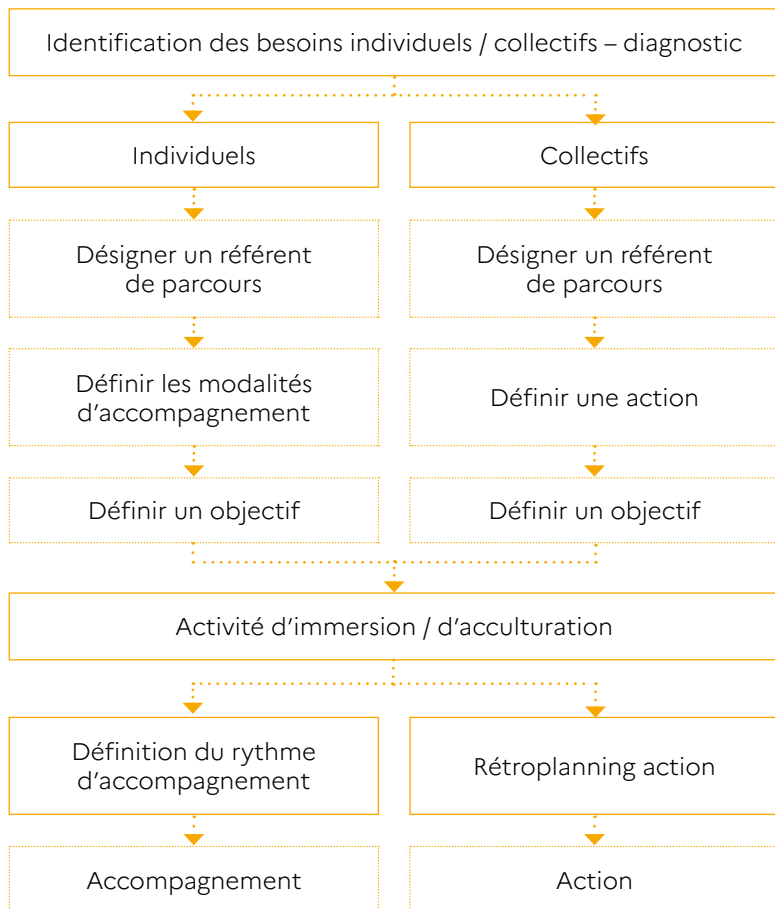 Identification des besoins individuels / collectifs – diagnostic
Individuels
Collectifs
Désigner un référent
de parcours
Désigner un référent
de parcours
Définir les modalités
d’accompagnement
Définir une action
Définir un objectif
Définir un objectif
Activité d’immersion / d’acculturation
Définition du rythme
d’accompagnement
Rétroplanning action
Accompagnement
Action